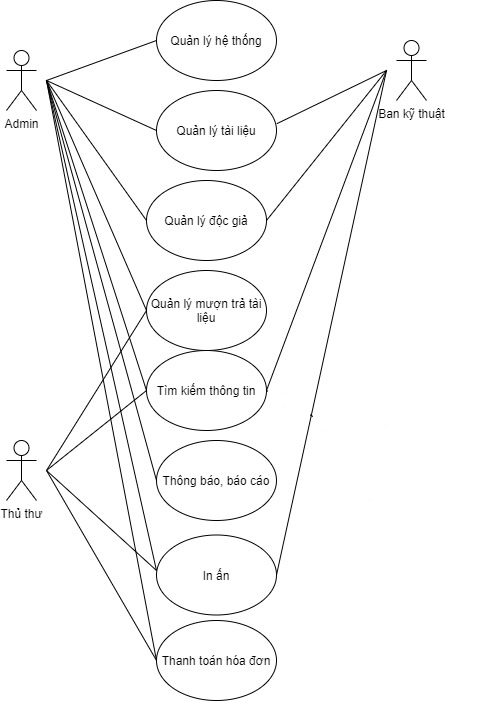 Quản lý hệ thống
Admin
Ban kỹ thuật
Quản lý tài liệu
Quản lý độc giả
Quản lý mượn trả tài
liệu
Tìm kiếm thông tin
Thông báo, báo cáo
Thủ thư
In ấn
Thanh toán hóa đơn